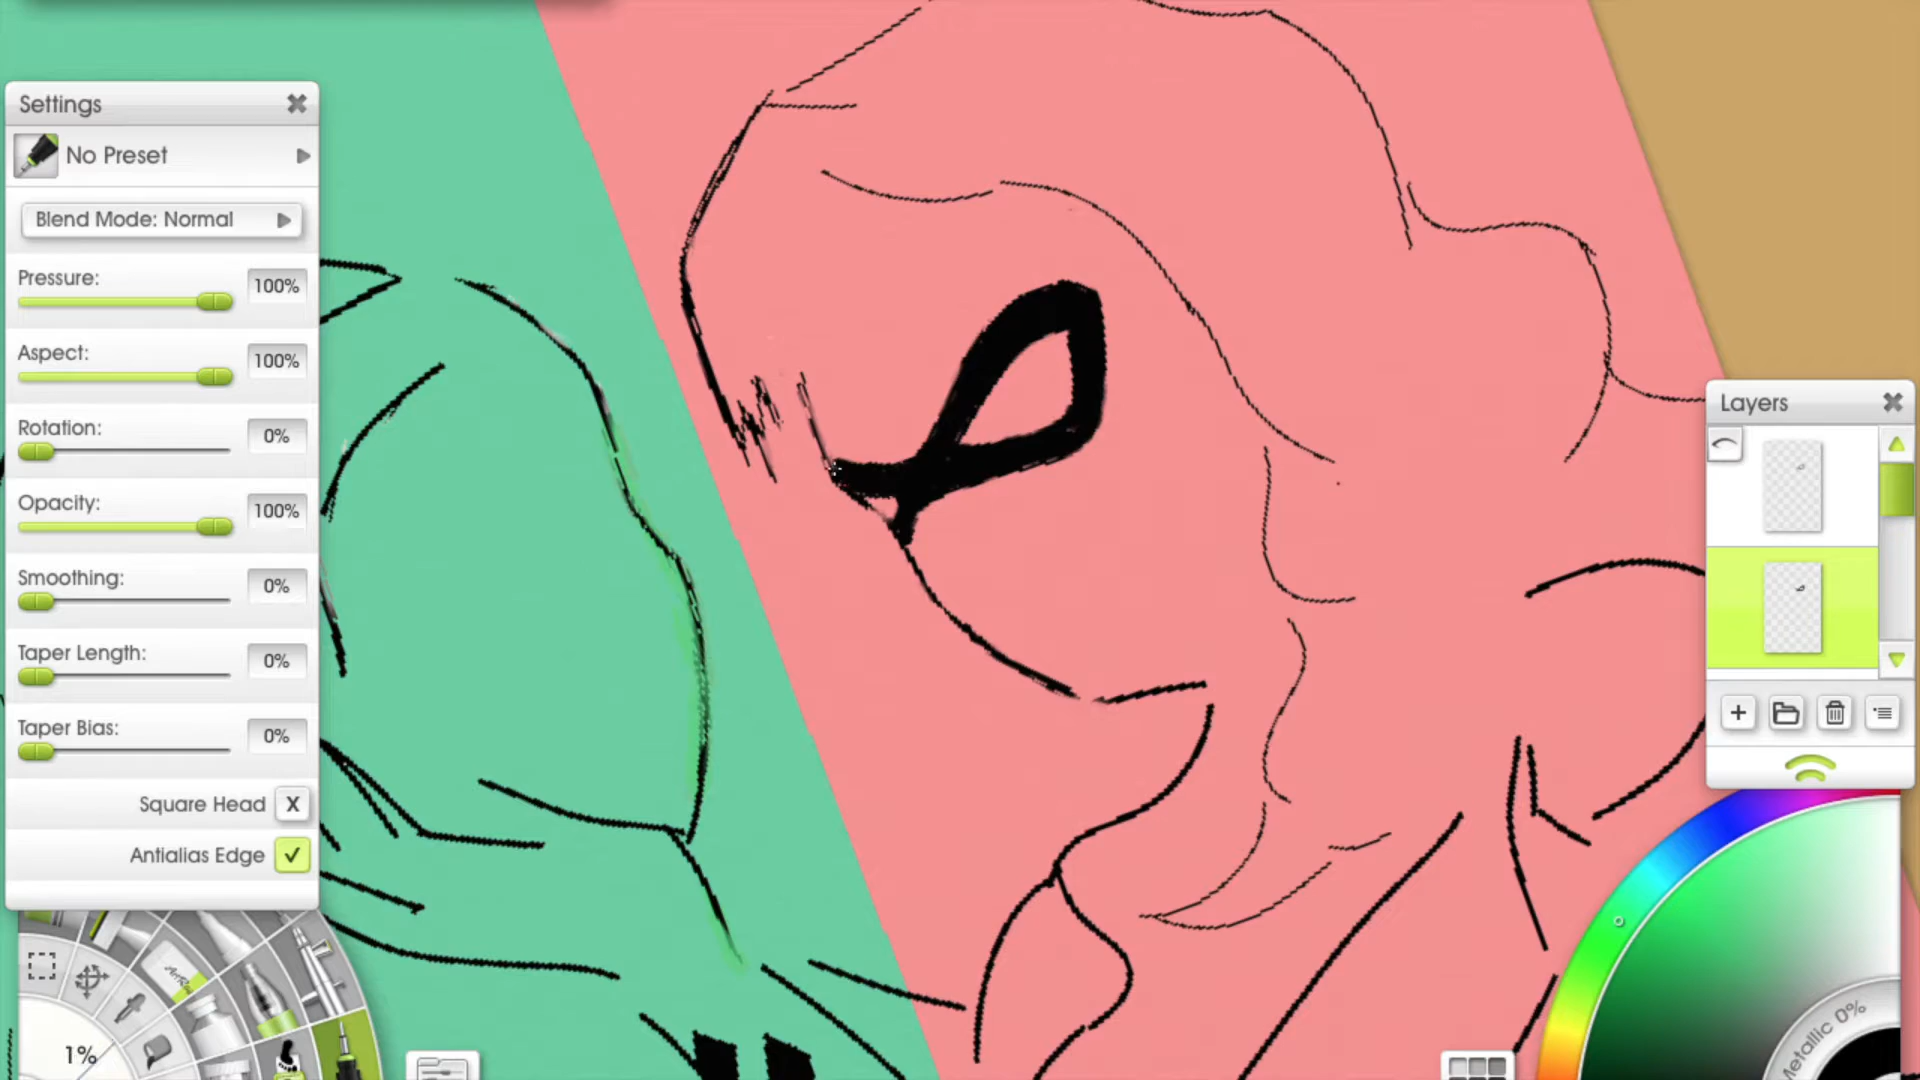 Settings
No Preset
Blend Mode: Normal
Pressure: 100%
Aspect: 100%
Rotation: 0%
Opacity: 100%
Smoothing: 0%
Taper Length: 0%
Taper Bias: 0%
Square Head X
Antialias Edge
1%
Layers
Metallic 0%